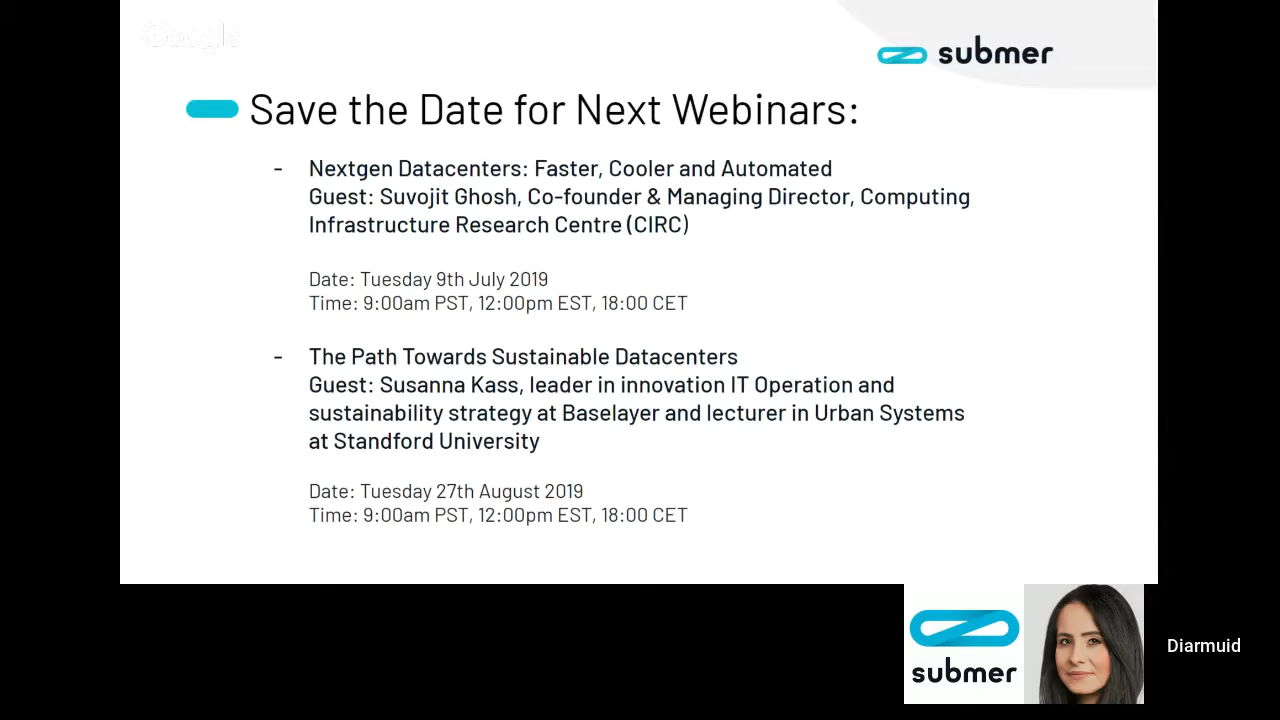 Google
submer
Save the Date for Next Webinars:
- Nextgen Datacenters: Faster, Cooler and Automated
Guest: Suvojit Ghosh, Co-founder & Managing Director, Computing
Infrastructure Research Centre (CIRC)
Date: Tuesday 9th July 2019
Time: 9:00am PST, 12:00pm EST, 18:00 CET
- The Path Towards Sustainable Datacenters
Guest: Susanna Kass, leader in innovation IT Operation and
sustainability strategy at Baselayer and lecturer in Urban Systems
at Standford University
Date: Tuesday 27th August 2019
Time: 9:00am PST, 12:00pm EST, 18:00 CET
submer
Diarmuid